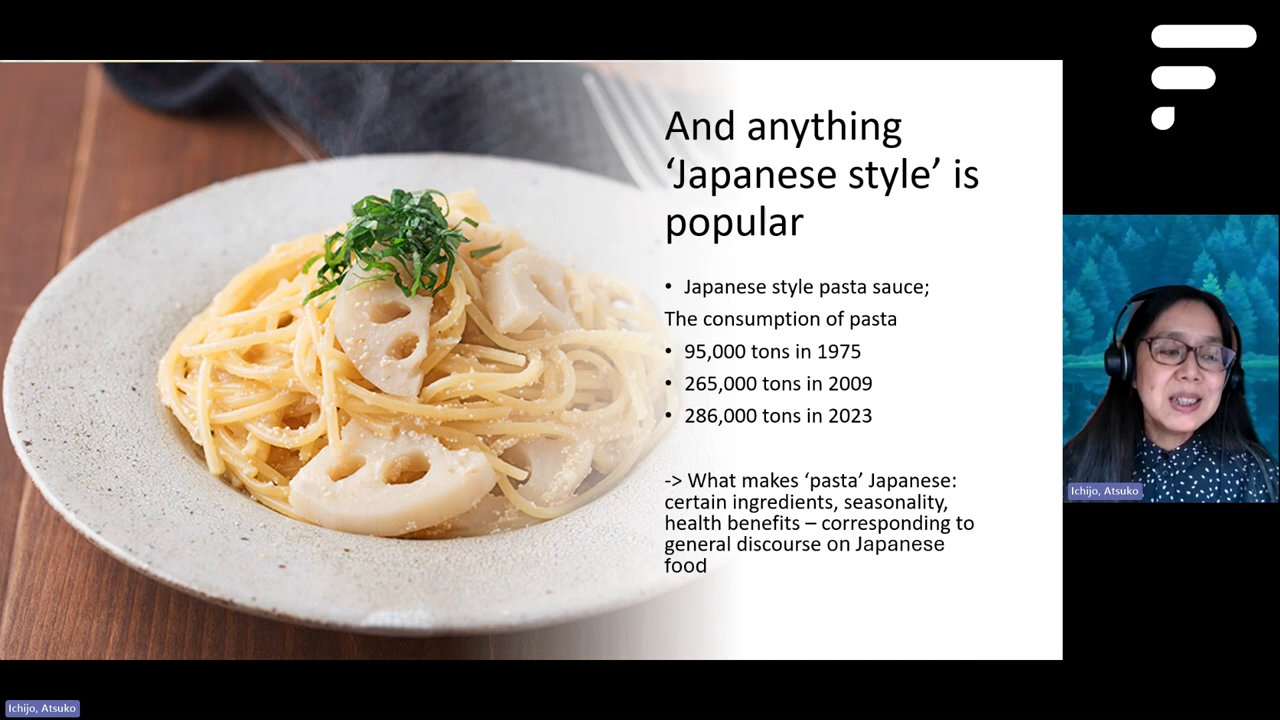 And anything
‘Japanese style’ is
popular
• Japanese style pasta sauce;
The consumption of pasta
• 95,000 tons in 1975
• 265,000 tons in 2009
• 286,000 tons in 2023
-> What makes ‘pasta’ Japanese:
certain ingredients, seasonality,
health benefits – corresponding to
general discourse on Japanese
food
Ichijo, Atsuko
Ichijo, Atsuko